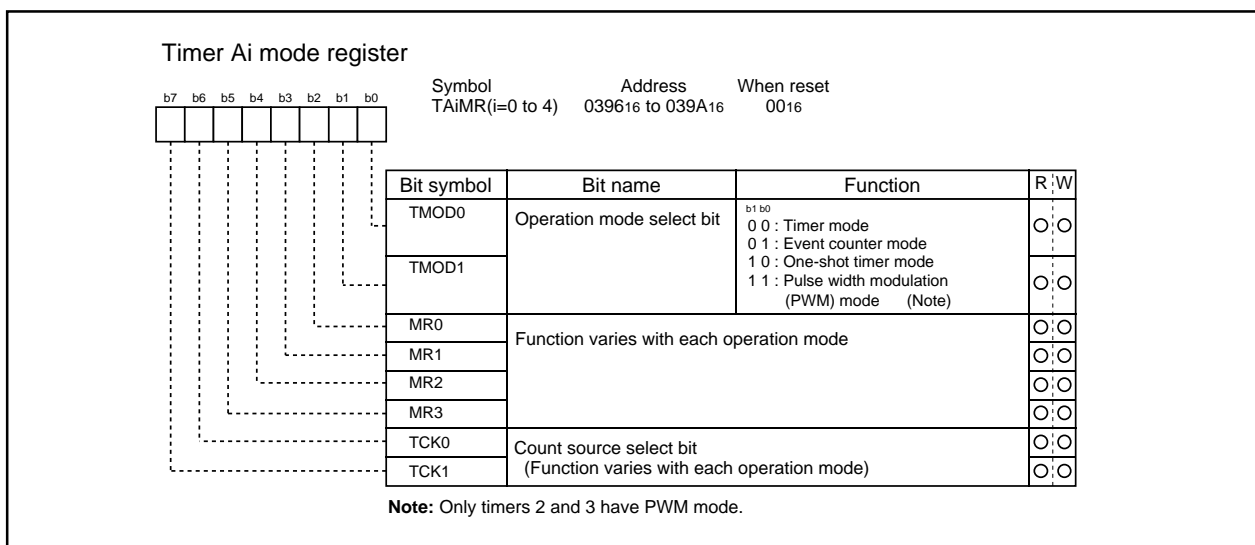 Timer Ai mode register
Symbol Address When reset
TAiMR(i=0 to 4) 039616 to 039A16 0016
b7 b6 b5 b4 b3 b2 b1 b0
Bit symbol Bit name Function R W
TMOD0 Operation mode select bit b1 b0
0 0 : Timer mode
0 1 : Event counter mode
TMOD1 1 0 : One-shot timer mode
1 1 : Pulse width modulation
(PWM) mode (Note)
MR0 Function varies with each operation mode
MR1
MR2
MR3
TCK0 Count source select bit
TCK1 (Function varies with each operation mode)
Note: Only timers 2 and 3 have PWM mode.